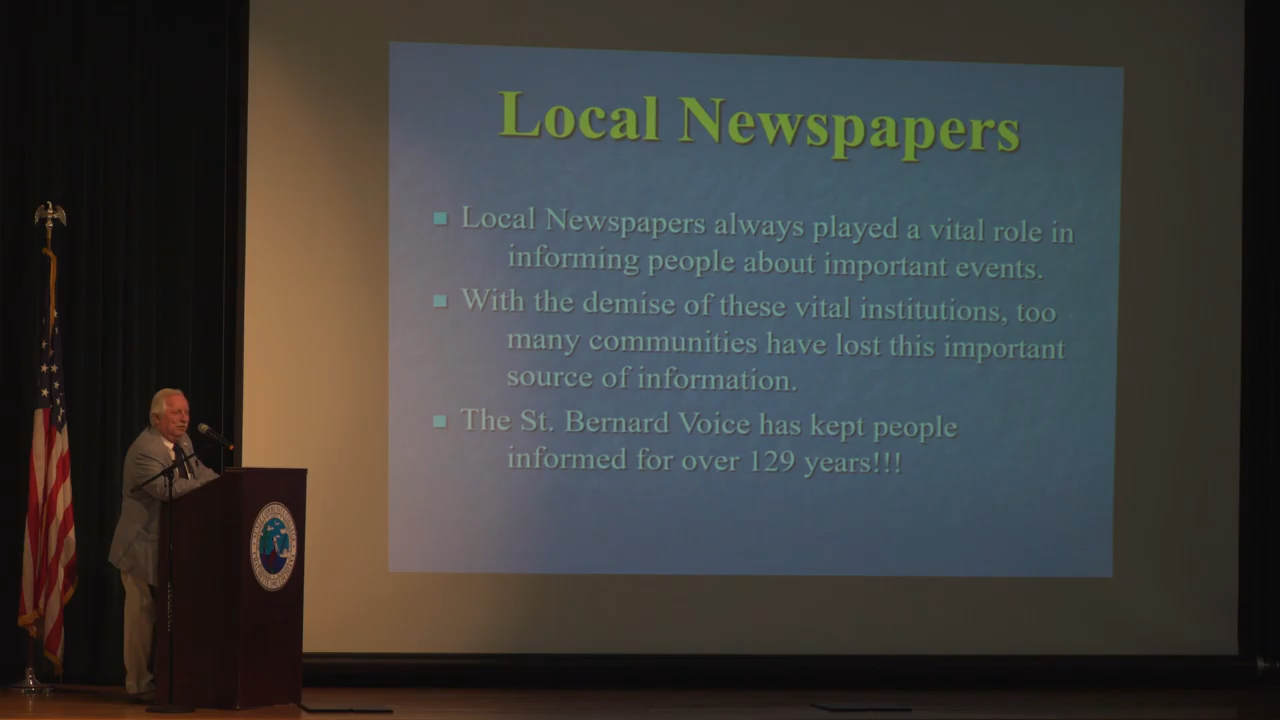 Local Newspapers
Local Newspapers always played a vital role in
informing people about important events.
With the demise of these vital institutions, too
many communities have lost this important
source of information.
The St. Bernard Voice has kept people
informed for over 129 years!!!